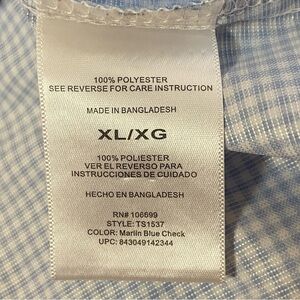 100% POLYESTER
SEE REVERSE FOR CARE INSTRUCTION
MADE IN BANGLADESH
XL/XG
100% POLIESTER
VER EL REVERSO PARA
INSTRUCCIONES DE CUIDADO
HECHO EN BANGLADESH
RN# 106699
STYLE: TS1537
COLOR: Marlin Blue Check
UPC: 843049142344